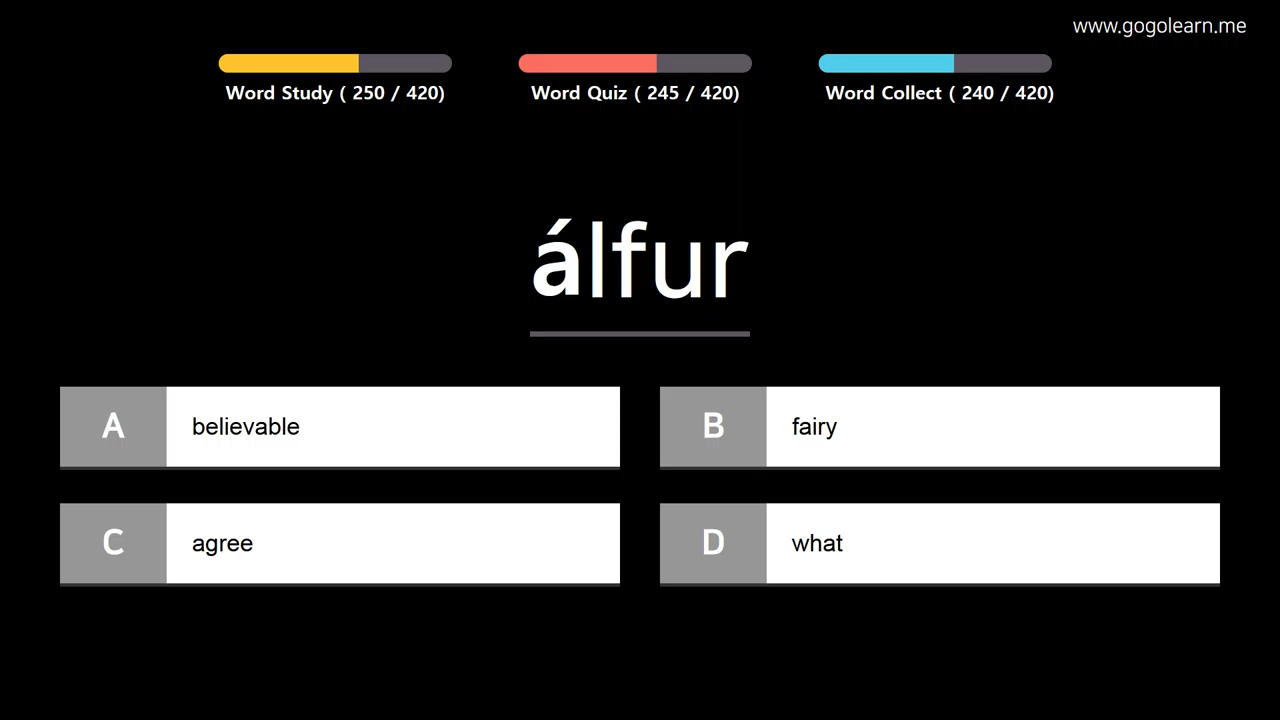 www.gogolearn.me
Word Study ( 250 / 420)
Word Quiz ( 245 / 420)
Word Collect ( 240 / 420)
álfur
A believable
B fairy
C agree
D what